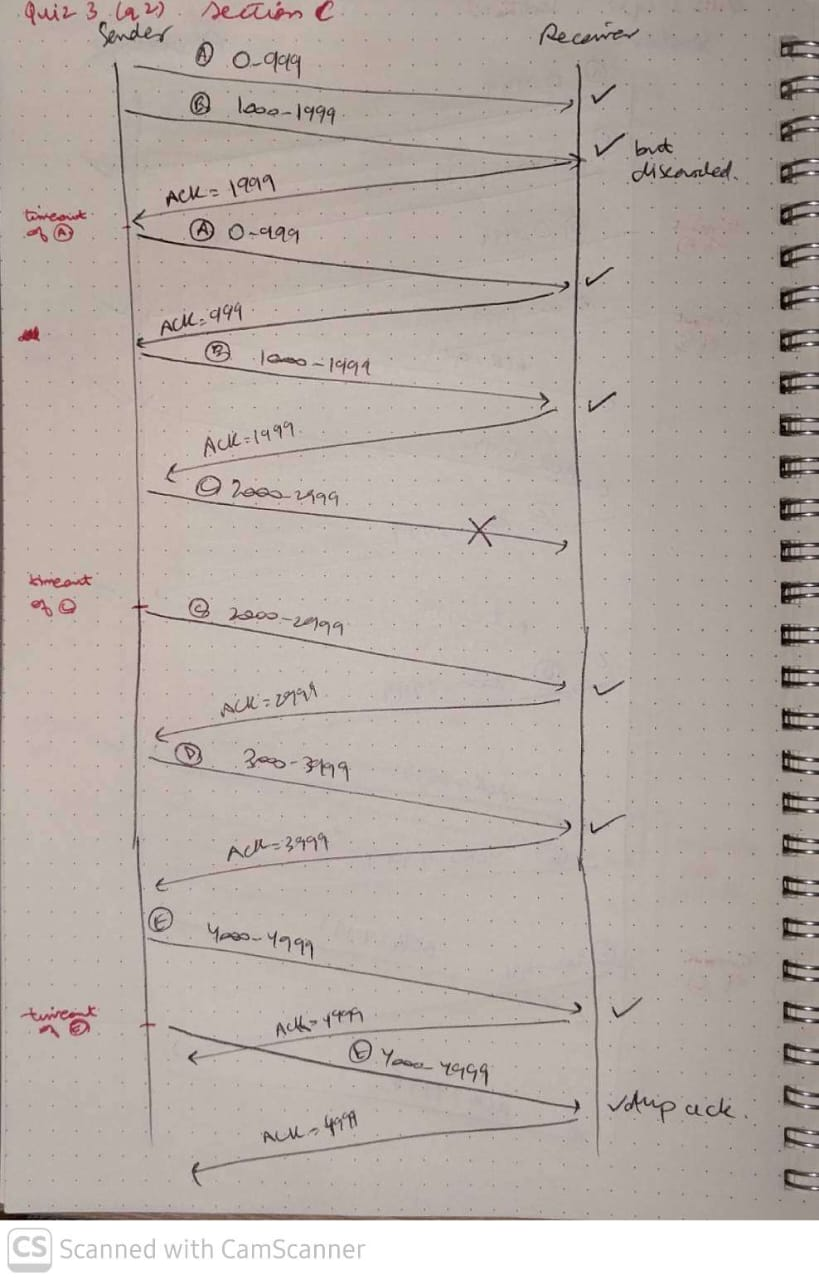 Quiz 3 (q2) Section C
Sender
Receiver
Ⓐ 0-999
✓
Ⓑ 1000-1999
✓ but
discarded.
ACK = 1999
timeout
of Ⓐ
Ⓐ 0-999
✓
ACK=999
Ⓑ 1000-1999
✓
ACK=1999
Ⓒ 2000-2999
X
timeout
of Ⓒ
Ⓒ 2000-2999
✓
ACK=2999
Ⓓ 3000-3999
✓
ACK=3999
Ⓔ 4000-4999
✓
timeout
of Ⓔ
ACK=4999
Ⓔ 4000-4999
✓ dup ack.
ACK=4999
CS Scanned with CamScanner